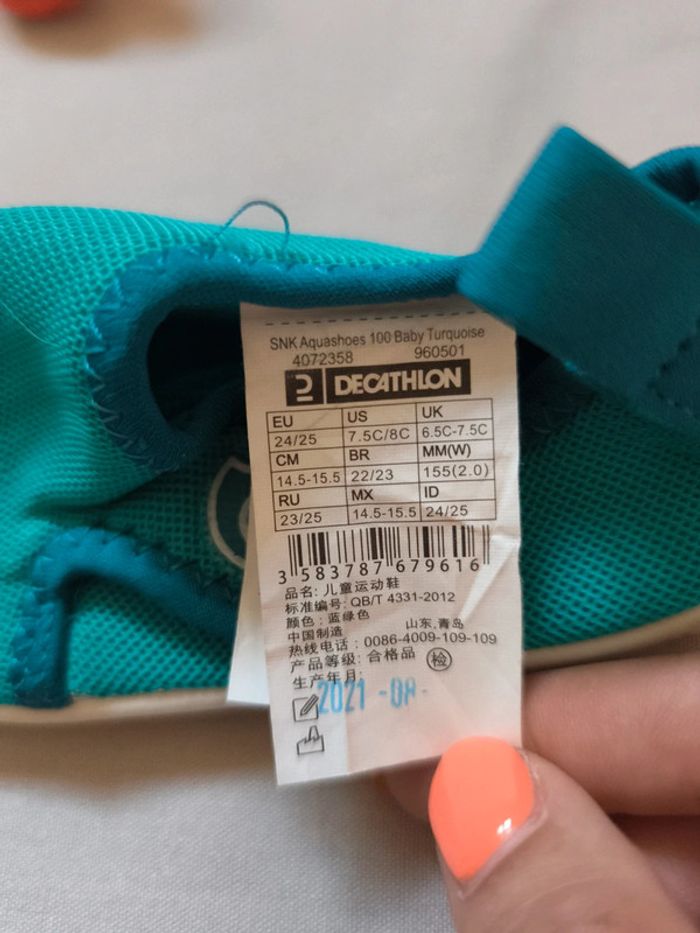 SNK Aquashoes 100 Baby Turquoise
4072358 960501
DECATHLON
EU US UK
24/25 7.5C/8C 6.5C-7.5C
CM BR MM(W)
14.5-15.5 22/23 155(2.0)
RU MX ID
23/25 14.5-15.5 24/25
3 583787 679616
品名: 儿童运动鞋
标准编号: QB/T 4331-2012
颜色: 蓝绿色
中国制造 山东,青岛
热线电话: 0086-4009-109-109
产品等级: 合格品 检
生产年月:
2021-08-